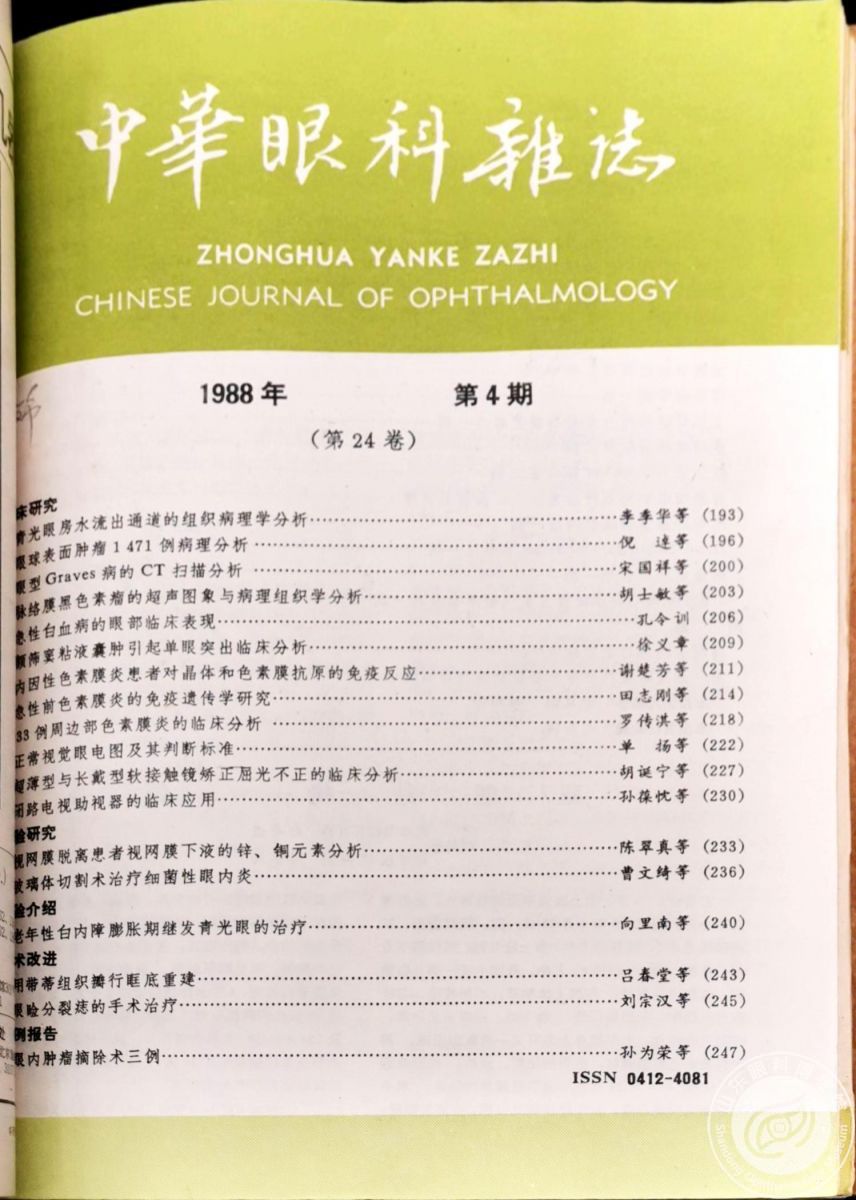 中華眼科雜誌
ZHONGHUA YANKE ZAZHI
CHINESE JOURNAL OF OPHTHALMOLOGY
1988年 第4期
（第24卷）
床研究
青光眼房水流出通道的组织病理学分析……李季华等 (193)
眼球表面肿瘤1 471例病理分析……倪 逴等 (196)
眼型Graves病的CT扫描分析……宋国祥等 (200)
脉络膜黑色素瘤的超声图象与病理组织学分析……胡士敏等 (203)
急性白血病的眼部临床表现……孔令训 (206)
额筛窦粘液囊肿引起单眼突出临床分析……徐义章 (209)
内因性色素膜炎患者对晶体和色素膜抗原的免疫反应……谢楚芳等 (211)
急性前色素膜炎的免疫遗传学研究……田志刚等 (214)
33例周边部色素膜炎的临床分析……罗传淇等 (218)
正常视觉眼电图及其判断标准……单 扬等 (222)
超薄型与长戴型软接触镜矫正屈光不正的临床分析……胡诞宁等 (227)
闭路电视助视器的临床应用……孙葆忱等 (230)
验研究
视网膜脱离患者视网膜下液的锌、铜元素分析……陈翠真等 (233)
玻璃体切割术治疗细菌性眼内炎……曹文绮等 (236)
验介绍
老年性白内障膨胀期继发青光眼的治疗……向里南等 (240)
术改进
用带蒂组织瓣行眶底重建……吕春堂等 (243)
眼睑分裂痣的手术治疗……刘宗汉等 (245)
例报告
眼内肿瘤摘除术三例……孙为荣等 (247)
ISSN 0412-4081